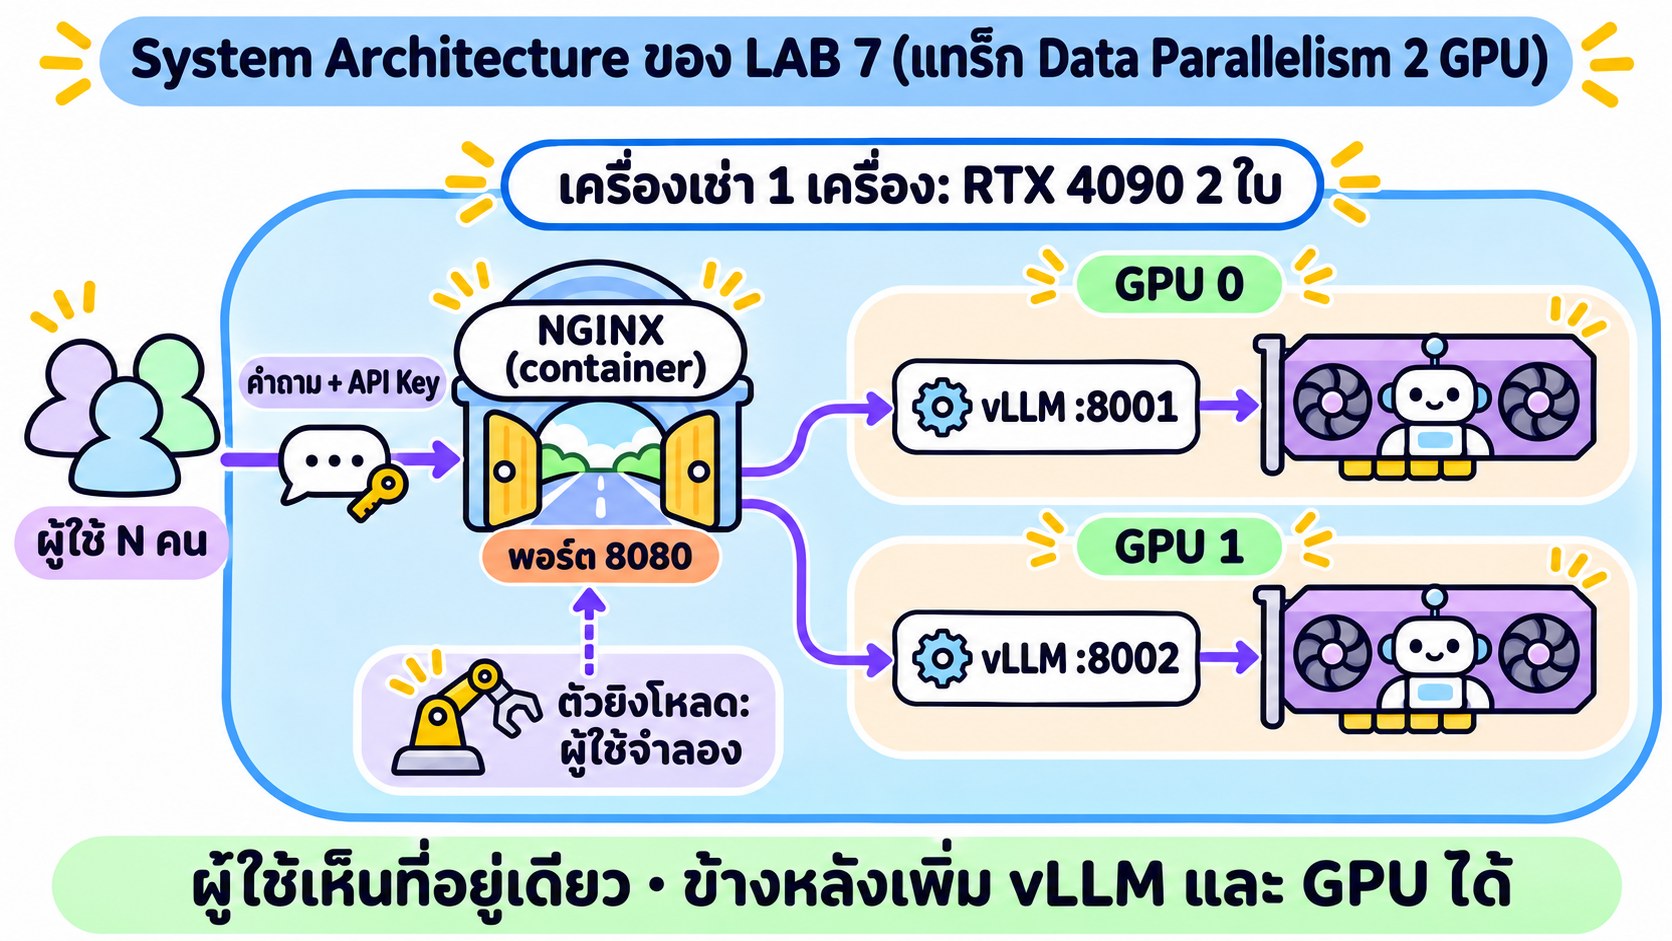 System Architecture ของ LAB 7 (แทร็ก Data Parallelism 2 GPU)
เครื่องเช่า 1 เครื่อง: RTX 4090 2 ใบ
ผู้ใช้ N คน
คำถาม + API Key
NGINX
(container)
พอร์ต 8080
ตัวยิงโหลด:
ผู้ใช้จำลอง
GPU 0
vLLM :8001
GPU 1
vLLM :8002
ผู้ใช้เห็นที่อยู่เดียว • ข้างหลังเพิ่ม vLLM และ GPU ได้